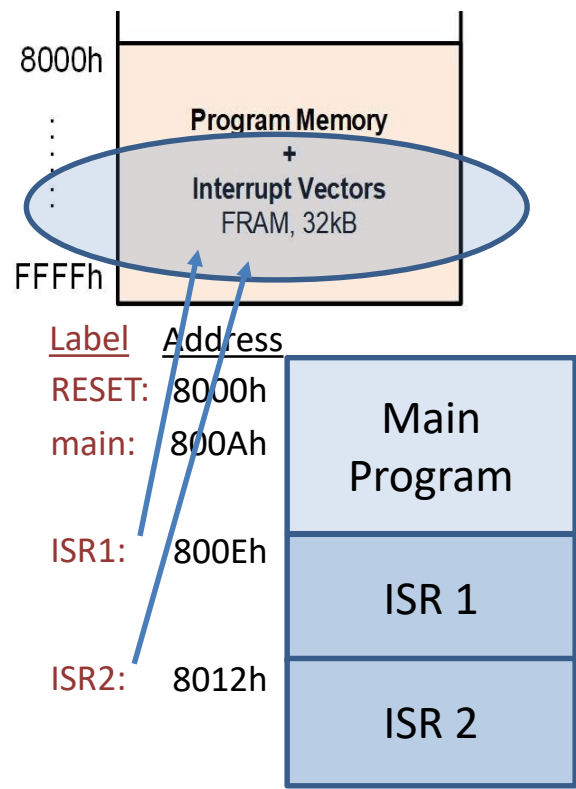 8000h
Program Memory
+
Interrupt Vectors
FRAM, 32kB
FFFFh
Label Address
RESET: 8000h
main: 800Ah
Main
Program
ISR1: 800Eh
ISR 1
ISR2: 8012h
ISR 2